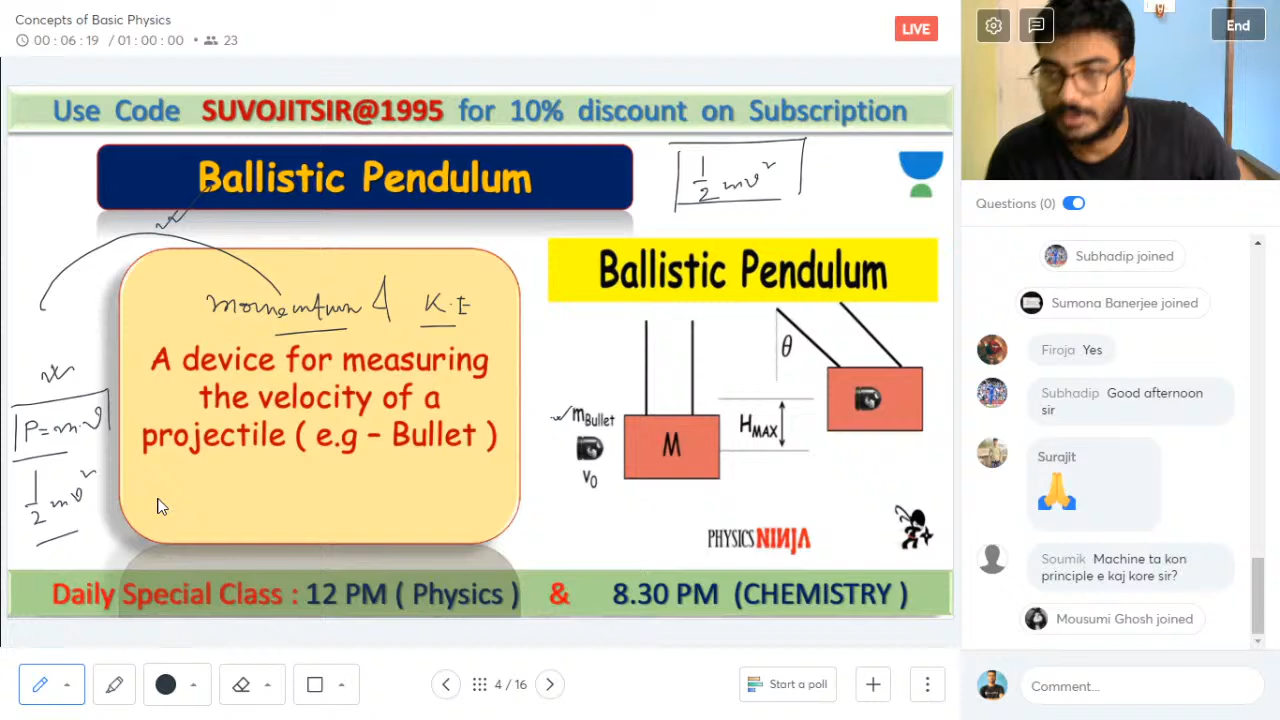 Concepts of Basic Physics
00 : 06 : 19 / 01 : 00 : 00 • 23
LIVE
End
Use Code SUVOJITSIR@1995 for 10% discount on Subscription
Ballistic Pendulum
1/2 mv²
momentum & K.E
A device for measuring
the velocity of a
projectile ( e.g – Bullet )
P=m.v
1/2 mv²
Ballistic Pendulum
θ
mBullet
M
HMAX
v0
PHYSICS NINJA
Daily Special Class : 12 PM ( Physics ) & 8.30 PM (CHEMISTRY )
4 / 16
Start a poll
Questions (0)
Subhadip joined
Sumona Banerjee joined
Firoja Yes
Subhadip Good afternoon
sir
Surajit
🙏
Soumik Machine ta kon
principle e kaj kore sir?
Mousumi Ghosh joined
Comment...